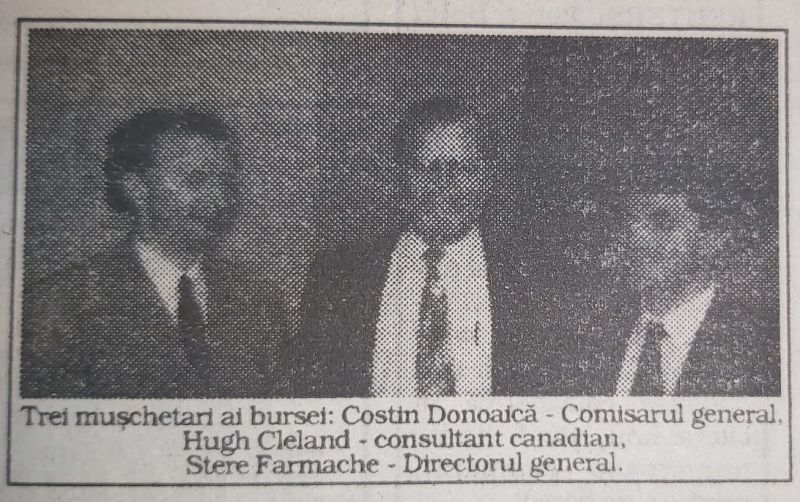 Trei mușchetari ai bursei: Costin Donoaică - Comisarul general,
Hugh Cleland - consultant canadian,
Stere Farmache - Directorul general.